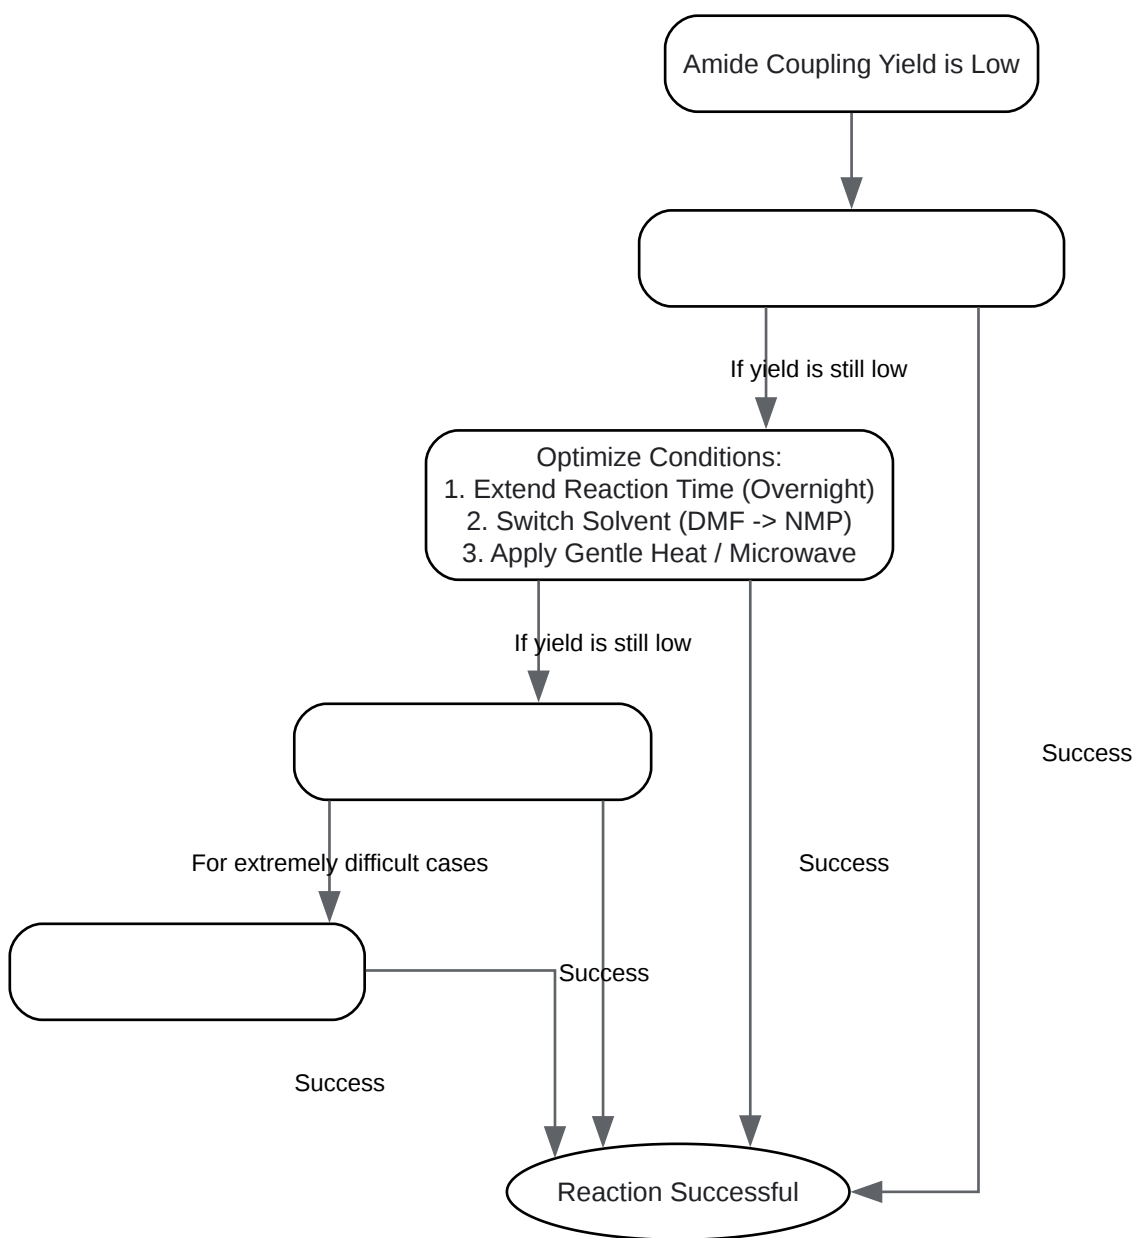 Amide Coupling Yield is Low
If yield is still low
Optimize Conditions:
1. Extend Reaction Time (Overnight)
2. Switch Solvent (DMF -> NMP)
3. Apply Gentle Heat / Microwave
If yield is still low
Success
For extremely difficult cases
Success
Success
Success
Reaction Successful